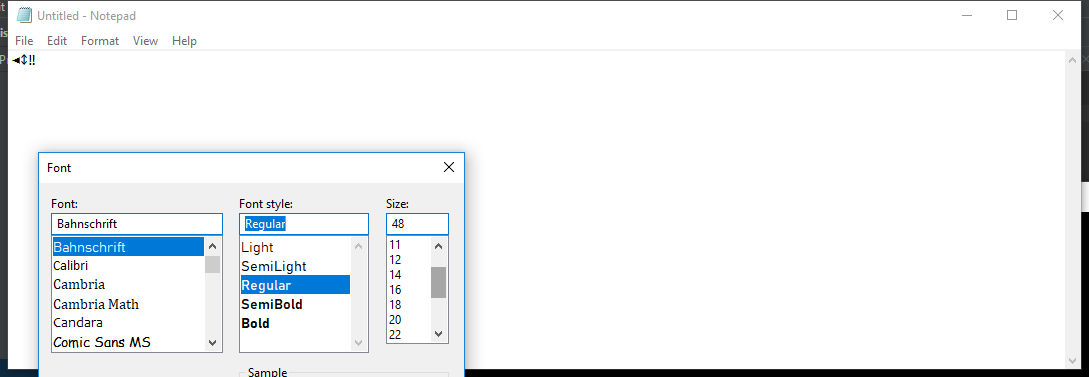 Untitled - Notepad
File Edit Format View Help
◄↕‼
Font
Font: Font style: Size:
Bahnschrift Regular 48
Bahnschrift Light 11
Calibri SemiLight 12
Cambria Regular 14
Cambria Math SemiBold 16
Candara Bold 18
Comic Sans MS 20
22
Sample